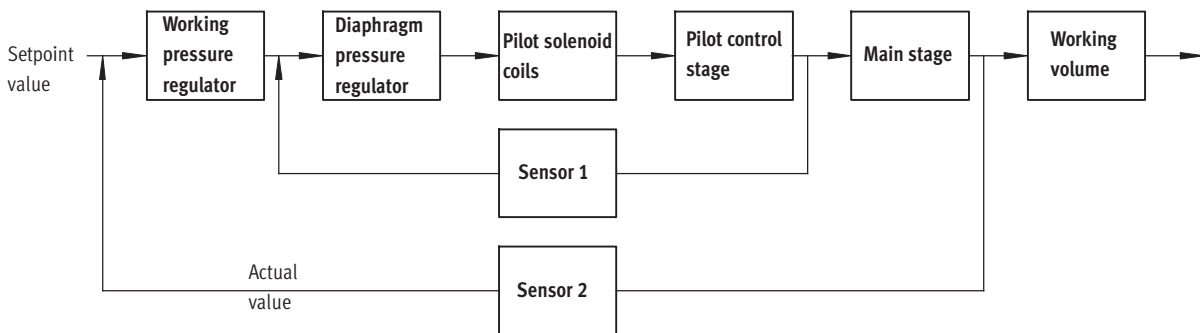 Setpoint
value
Working
pressure
regulator
Diaphragm
pressure
regulator
Pilot solenoid
coils
Pilot control
stage
Main stage
Working
volume
Sensor 1
Actual
value
Sensor 2